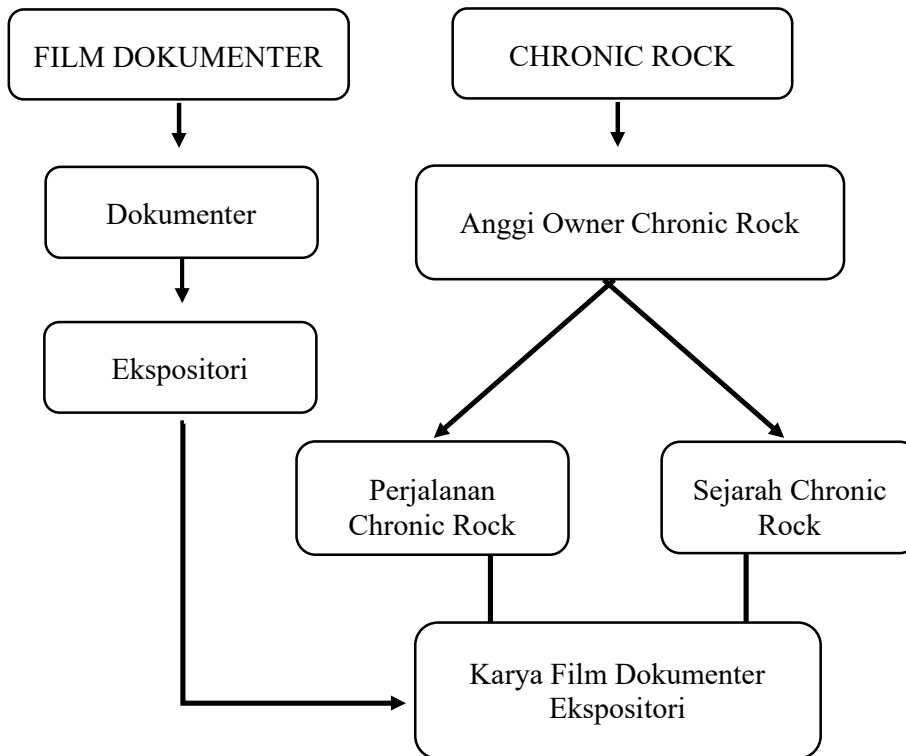 FILM DOKUMENTER
CHRONIC ROCK
Dokumenter
Anggi Owner Chronic Rock
Ekspositori
Perjalanan
Chronic Rock
Sejarah Chronic
Rock
Karya Film Dokumenter
Ekspositori